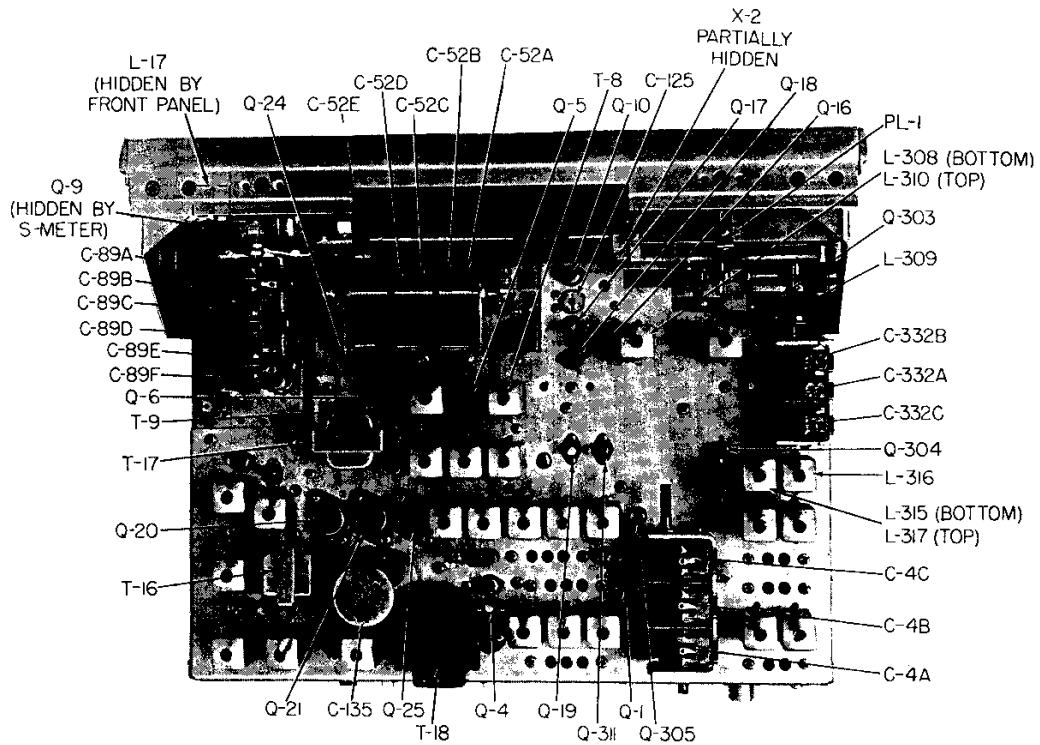 X-2
PARTIALLY
HIDDEN
L-17
(HIDDEN BY
FRONT PANEL)
Q-24
C-52E
C-52D
C-52C
C-52B
C-52A
Q-5
T-8
Q-10
C-125
Q-17
Q-18
Q-16
PL-1
L-308 (BOTTOM)
L-310 (TOP)
Q-9
(HIDDEN BY
S-METER)
C-89A
C-89B
C-89C
C-89D
C-89E
C-89F
Q-6
T-9
T-17
Q-20
T-16
Q-303
L-309
C-332B
C-332A
C-332C
Q-304
L-316
L-315 (BOTTOM)
L-317 (TOP)
C-4C
C-4B
C-4A
Q-21
C-135
Q-25
T-18
Q-4
Q-19
Q-311
Q-1
Q-305